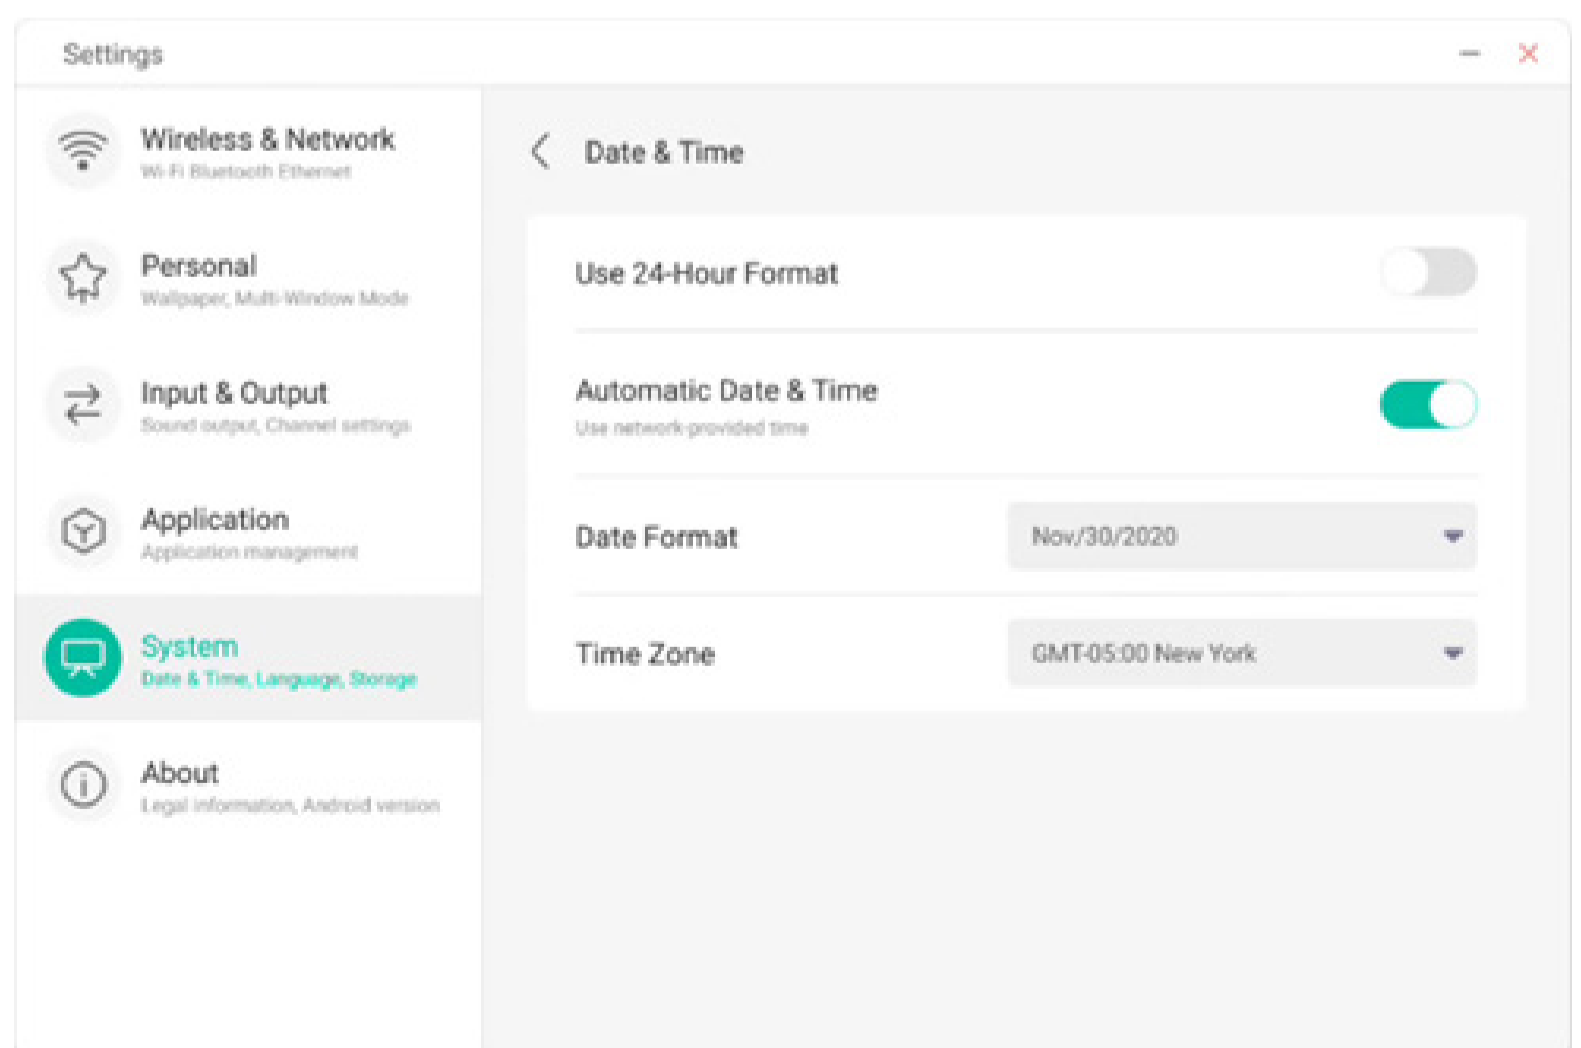 Settings
Wireless & Network
Wi-Fi Bluetooth Ethernet
Personal
Wallpaper, Multi-Window Mode
Input & Output
Sound output, Channel settings
Application
Application management
System
Date & Time, Language, Storage
About
Legal information, Android version
Date & Time
Use 24-Hour Format
Automatic Date & Time
Use network-provided time
Date Format
Nov/30/2020
Time Zone
GMT-05:00 New York